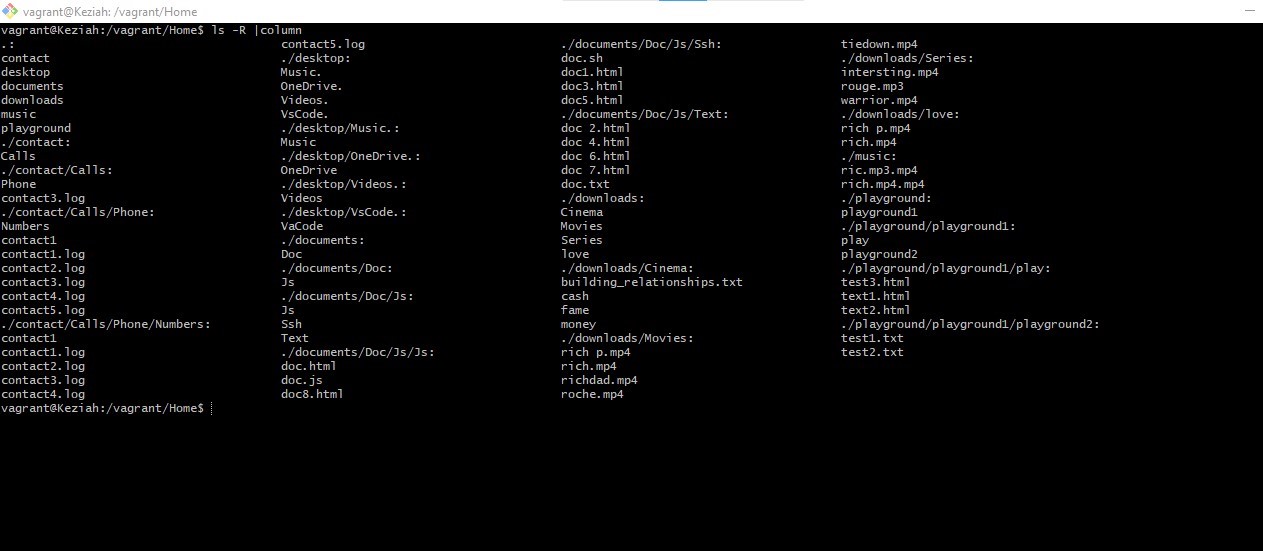 vagrant@Keziah: /vagrant/Home
vagrant@Keziah:/vagrant/Home$ ls -R |column
.:
contact
desktop
documents
downloads
music
playground
./contact:
Calls
./contact/Calls:
Phone
contact3.log
./contact/Calls/Phone:
Numbers
contact1
contact1.log
contact2.log
contact3.log
contact4.log
contact5.log
./contact/Calls/Phone/Numbers:
contact1
contact1.log
contact2.log
contact3.log
contact4.log
contact5.log
./desktop:
Music.
OneDrive.
Videos.
VsCode.
./desktop/Music.:
Music
./desktop/OneDrive.:
OneDrive
./desktop/Videos.:
Videos
./desktop/VsCode.:
VaCode
./documents:
Doc
./documents/Doc:
Js
./documents/Doc/Js:
Js
Ssh
Text
./documents/Doc/Js/Js:
doc.html
doc.js
doc8.html
./documents/Doc/Js/Ssh:
doc.sh
doc1.html
doc3.html
doc5.html
./documents/Doc/Js/Text:
doc 2.html
doc 4.html
doc 6.html
doc 7.html
doc.txt
./downloads:
Cinema
Movies
Series
love
./downloads/Cinema:
building_relationships.txt
cash
fame
money
./downloads/Movies:
rich p.mp4
rich.mp4
richdad.mp4
roche.mp4
tiedown.mp4
./downloads/Series:
intersting.mp4
rouge.mp3
warrior.mp4
./downloads/love:
rich p.mp4
rich.mp4
./music:
ric.mp3.mp4
rich.mp4.mp4
./playground:
playground1
./playground/playground1:
play
playground2
./playground/playground1/play:
test3.html
text1.html
text2.html
./playground/playground1/playground2:
test1.txt
test2.txt
vagrant@Keziah:/vagrant/Home$